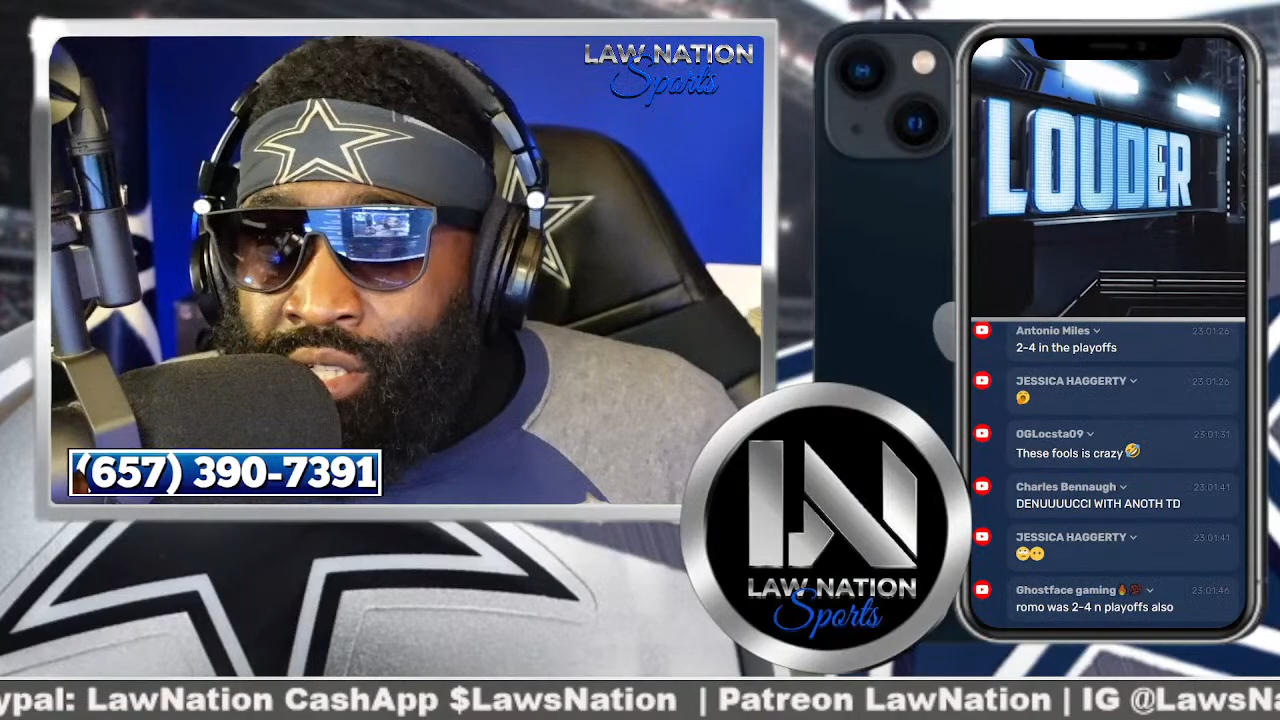 LAW NATION
Sports
(657) 390-7391
LOUDER
Antonio Miles
23:01:26
2-4 in the playoffs
JESSICA HAGGERTY
23:01:26
OGLocsta09
23:01:31
These fools is crazy 🤣
Charles Bennaugh
23:01:41
DENUUUUCCI WITH ANOTH TD
JESSICA HAGGERTY
23:01:41
Ghostface gaming
23:01:46
romo was 2-4 n playoffs also
LAW NATION
Sports
ypal: LawNation CashApp $LawsNation | Patreon LawNation | IG @LawsNa